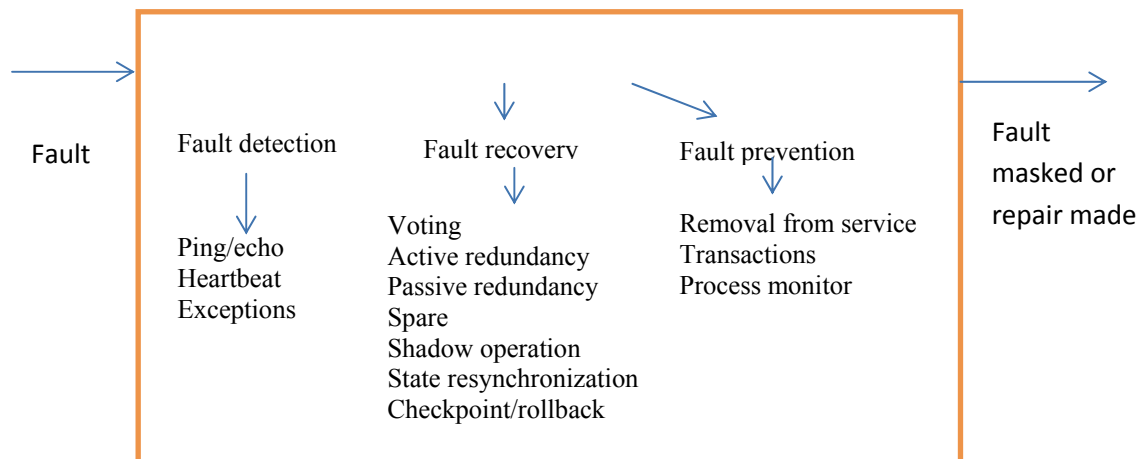 Fault
Fault detection
Ping/echo
Heartbeat
Exceptions
Fault recovery
Voting
Active redundancy
Passive redundancy
Spare
Shadow operation
State resynchronization
Checkpoint/rollback
Fault prevention
Removal from service
Transactions
Process monitor
Fault
masked or
repair made